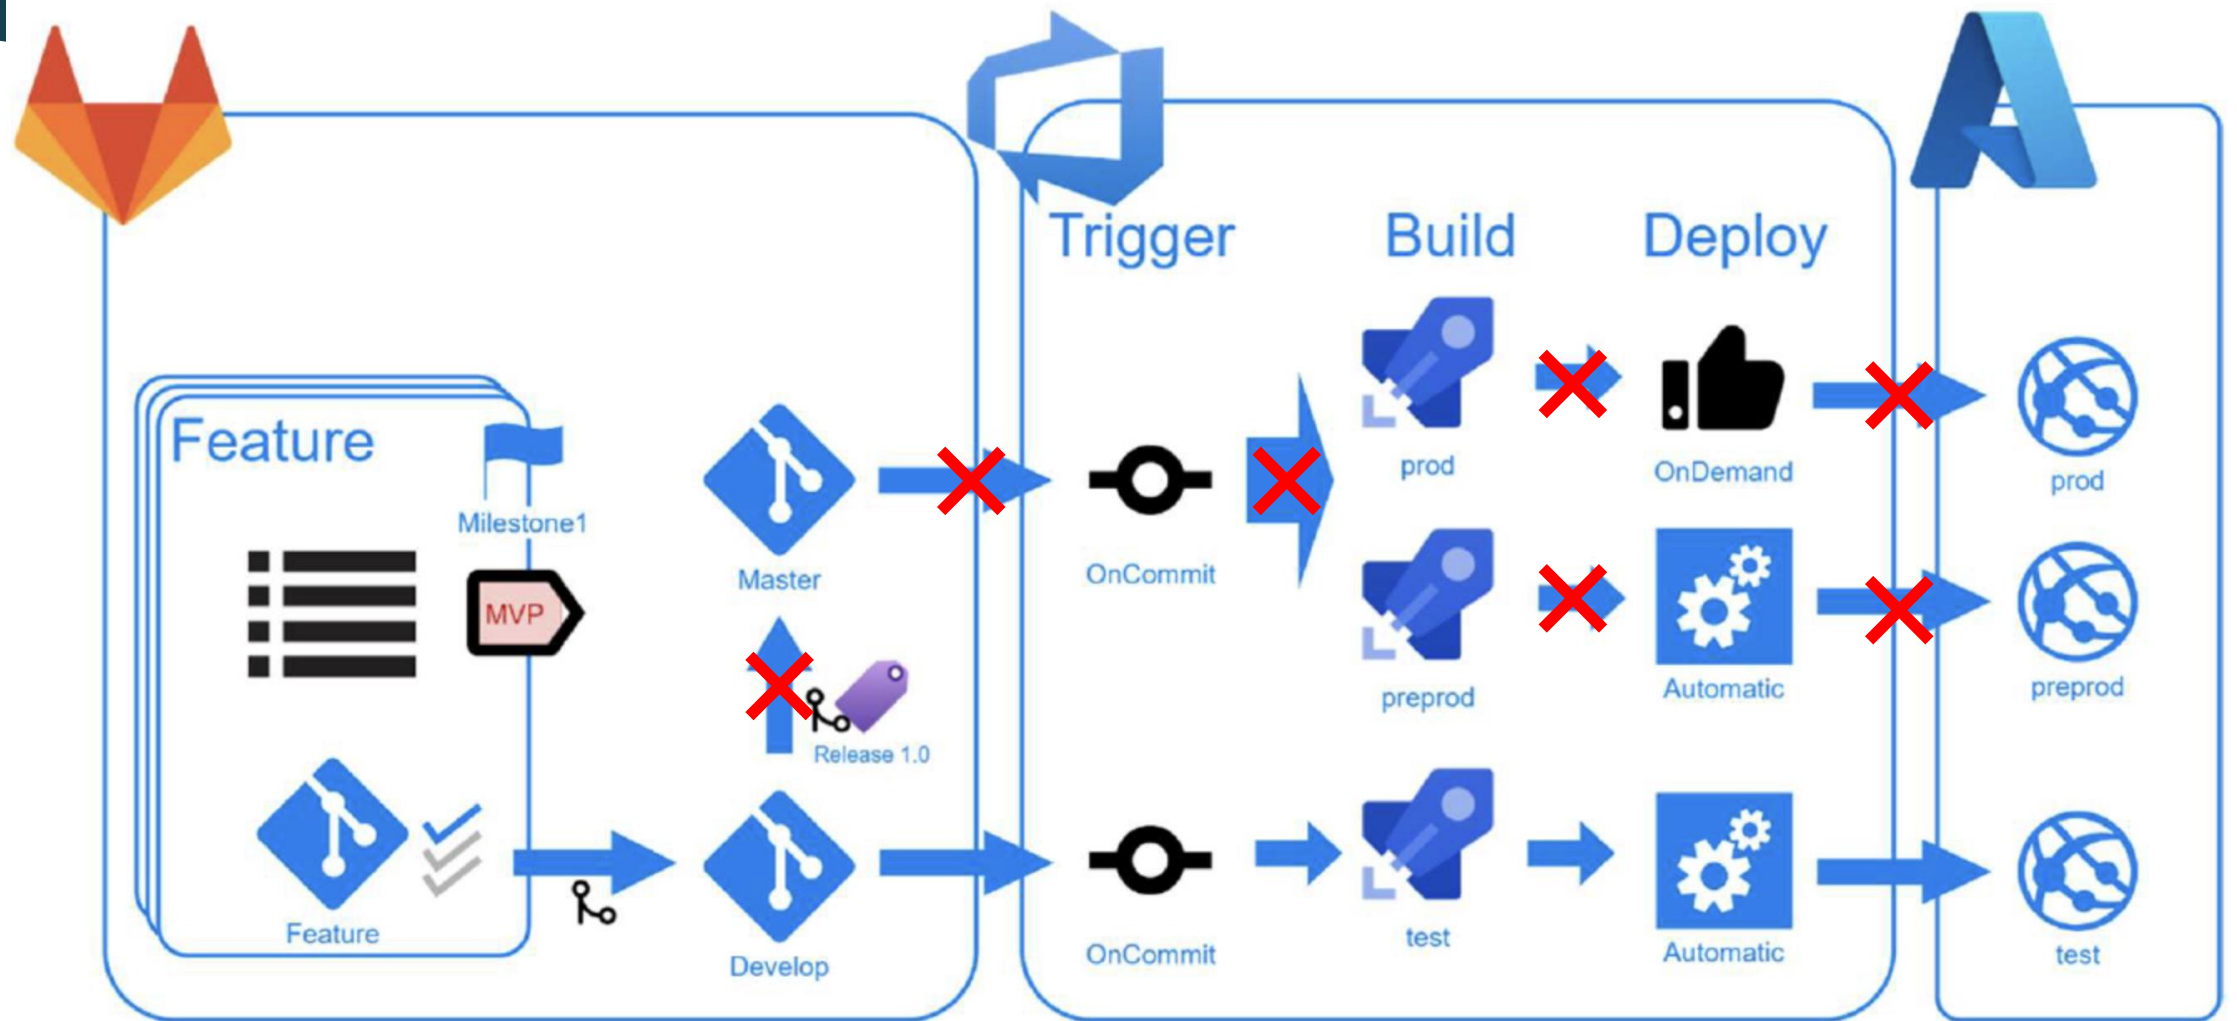 Trigger
Build
Deploy
Feature
Milestone1
MVP
Feature
Master
Release 1.0
Develop
OnCommit
OnCommit
prod
preprod
test
OnDemand
Automatic
Automatic
prod
preprod
test